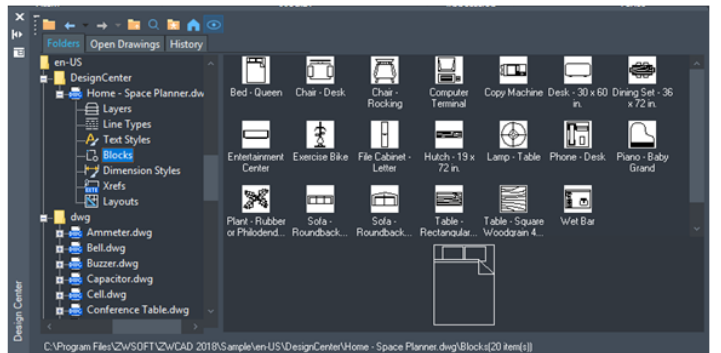 Folders Open Drawings History
en-US
DesignCenter
Home - Space Planner.dw
Layers
Line Types
Text Styles
Blocks
Dimension Styles
Xrefs
Layouts
dwg
Ammeter.dwg
Bell.dwg
Buzzer.dwg
Capacitor.dwg
Cell.dwg
Conference Table.dwg
Bed - Queen
Chair - Desk
Chair -
Rocking
Computer
Terminal
Copy Machine
Desk - 30 x 60
in.
Dining Set - 36
x 72 in.
Entertainment
Center
Exercise Bike
File Cabinet -
Letter
Hutch - 19 x
72 in.
Lamp - Table
Phone - Desk
Piano - Baby
Grand
Plant - Rubber
or Philodend...
Sofa -
Roundback...
Sofa -
Roundback...
Table -
Rectangular...
Table - Square
Woodgrain 4...
Wet Bar
Design Center
C:\Program Files\ZWSOFT\ZWCAD 2018\Sample\en-US\DesignCenter\Home - Space Planner.dwg\Blocks(20 item(s))